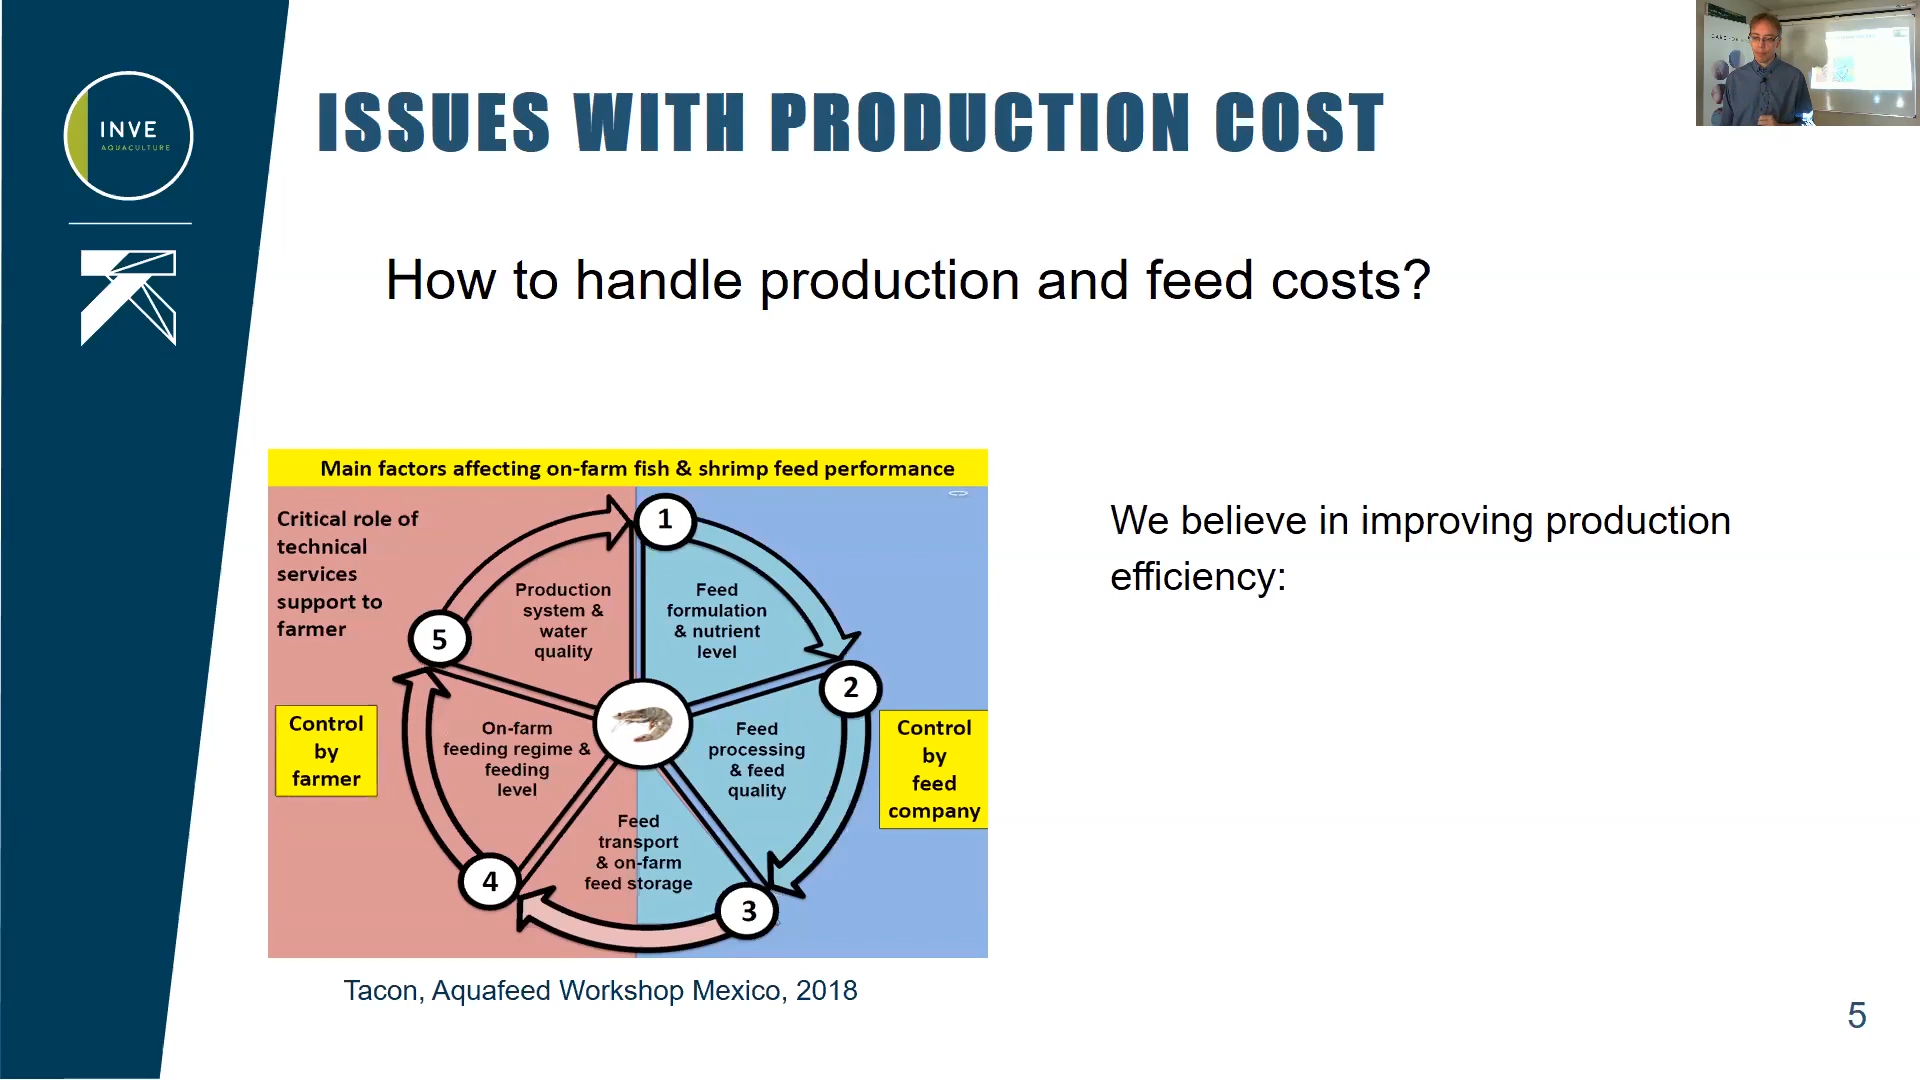 INVE
AQUACULTURE
ISSUES WITH PRODUCTION COST
How to handle production and feed costs?
Main factors affecting on-farm fish & shrimp feed performance
Critical role of
technical
services
support to
farmer
1
2
3
4
5
Production
system &
water
quality
Feed
formulation
& nutrient
level
On-farm
feeding regime &
feeding
level
Feed
processing
& feed
quality
Feed
transport
& on-farm
feed storage
Control
by
farmer
Control
by
feed
company
Tacon, Aquafeed Workshop Mexico, 2018
We believe in improving production
efficiency:
5